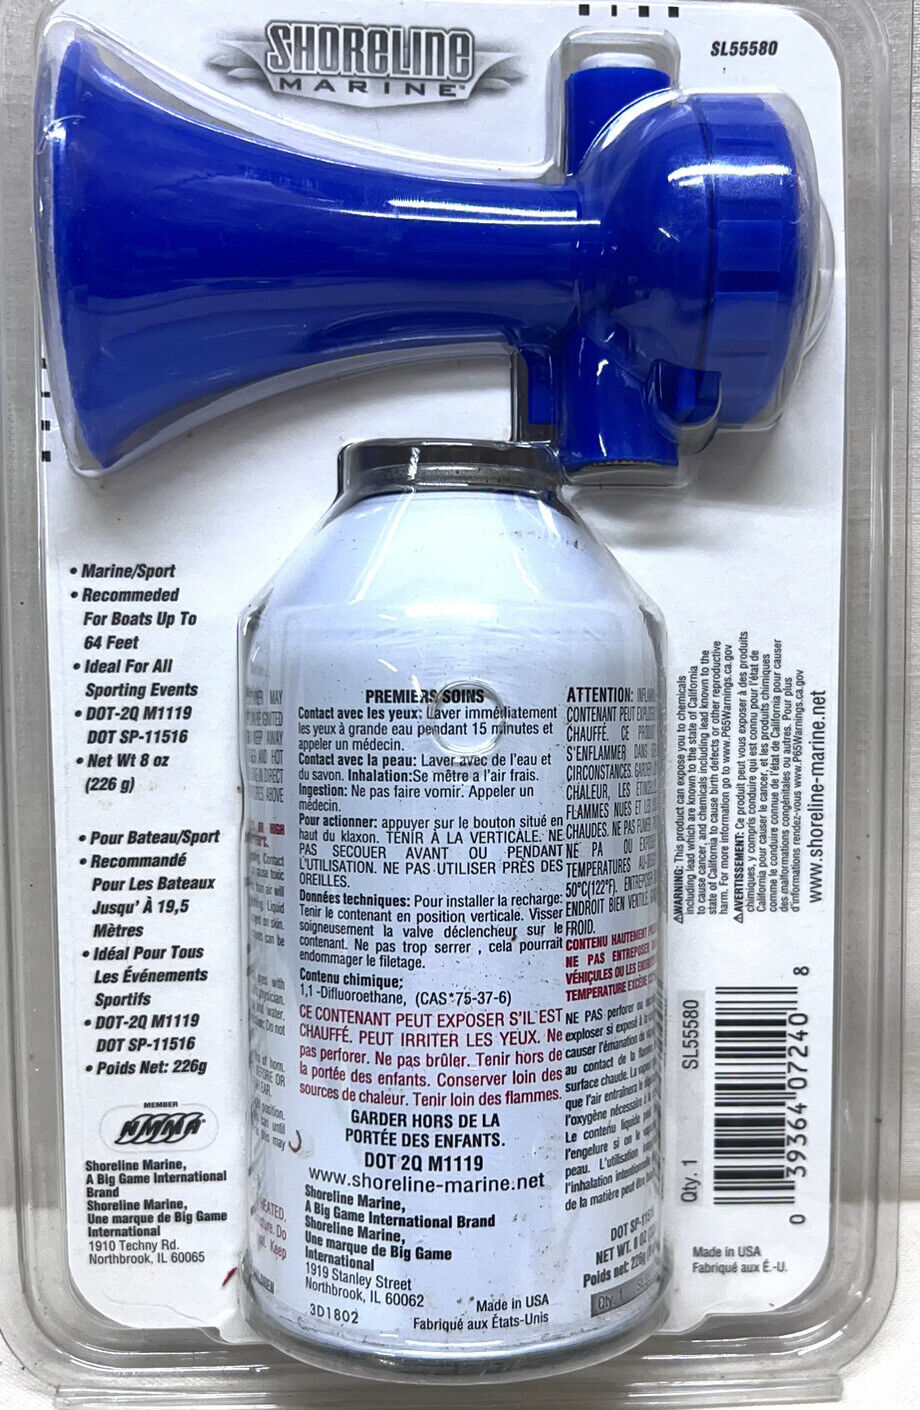 SHORELINE
MARINE™
SL55580
• Marine/Sport
• Recommeded
For Boats Up To
64 Feet
• Ideal For All
Sporting Events
• DOT-2Q M1119
DOT SP-11516
• Net Wt 8 oz
(226 g)
• Pour Bateau/Sport
• Recommandé
Pour Les Bateaux
Jusqu' À 19,5
Mètres
• Idéal Pour Tous
Les Événements
Sportifs
• DOT-2Q M1119
DOT SP-11516
• Poids Net: 226g
MEMBER
NMMA
Shoreline Marine,
A Big Game International
Brand
Shoreline Marine,
Une marque de Big Game
International
1910 Techny Rd.
Northbrook, IL 60065
PREMIERS SOINS
Contact avec les yeux: Laver immédiatement
les yeux à grande eau pendant 15 minutes et
appeler un médecin.
Contact avec la peau: Laver avec de l'eau et
du savon. Inhalation:Se mêtre a l'air frais.
Ingestion: Ne pas faire vomir. Appeler un
médecin.
Pour actionner: appuyer sur le bouton situé en
haut du klaxon. TENIR À LA VERTICALE. NE
PAS SECOUER AVANT OU PENDANT
L'UTILISATION. NE PAS UTILISER PRÈS DES
OREILLES.
Données techniques: Pour installer la recharge:
Tenir le contenant en position verticale. Visser
soigneusement la valve déclencheur sur le
contenant. Ne pas trop serrer , cela pourrait
endommager le filetage.
Contenu chimique;
1,1-Difluoroethane, (CAS*75-37-6)
CE CONTENANT PEUT EXPOSER S'IL EST
CHAUFFÉ. PEUT IRRITER LES YEUX. Ne
pas perforer. Ne pas brûler. Tenir hors de
la portée des enfants. Conserver loin des
sources de chaleur. Tenir loin des flammes.
GARDER HORS DE LA
PORTÉE DES ENFANTS.
DOT 2Q M1119
www.shoreline-marine.net
Shoreline Marine,
A Big Game International Brand
Shoreline Marine,
Une marque de Big Game
International
1919 Stanley Street
Northbrook, IL 60062
3D1802
Made in USA
Fabriqué aux États-Unis
ATTENTION:
CONTENANT PEUT
CHAUFFÉ. CE PRODUIT
S'ENFLAMMER DANS
CIRCONSTANCES.
CHALEUR, LES
FLAMMES NUES ET
CHAUDES. NE PAS FUMER
NE PA OU
TEMPERATURES
50°C(122°F).
ENDROIT BIEN VENTILÉ
FROID.
CONTENU HAUTEMENT
NE PAS ENTREPOSER
VÉHICULES OU LES
TEMPERATURE
NE PAS perforer ou
exploser si exposé à la
causer l'émanation de
au contact de la
surface chaude. La vapeur
que l'air entraînera le
l'oxygène nécessaire à
Le contenu liquide peut
l'engelure si on le
peau. L'utilisation
l'inhalation intentionnelle
de la matière peut être
DOT SP-11516
NET WT. 8 OZ
Poids net: 226g
Qty. 1
⚠WARNING: This product can expose you to chemicals
including lead which are known to the state of California
to cause cancer, and chemicals including lead known to the
state of California to cause birth defects or other reproductive
harm. For more information go to www.P65Warnings.ca.gov
⚠AVERTISSEMENT: Ce produit peut vous exposer à des produits
chimiques, y compris conduire qui est connu pour l'état de
California pour causer le cancer, et les produits chimiques
comme le conduire connue de l'état de California pour causer
des malformations congénitales ou autres. Pour plus
d'informations rendez-vous www.P65Warnings.ca.gov
www.shoreline-marine.net
Qty. 1
SL55580
0 39364 07240 8
Made in USA
Fabriqué aux É.-U.